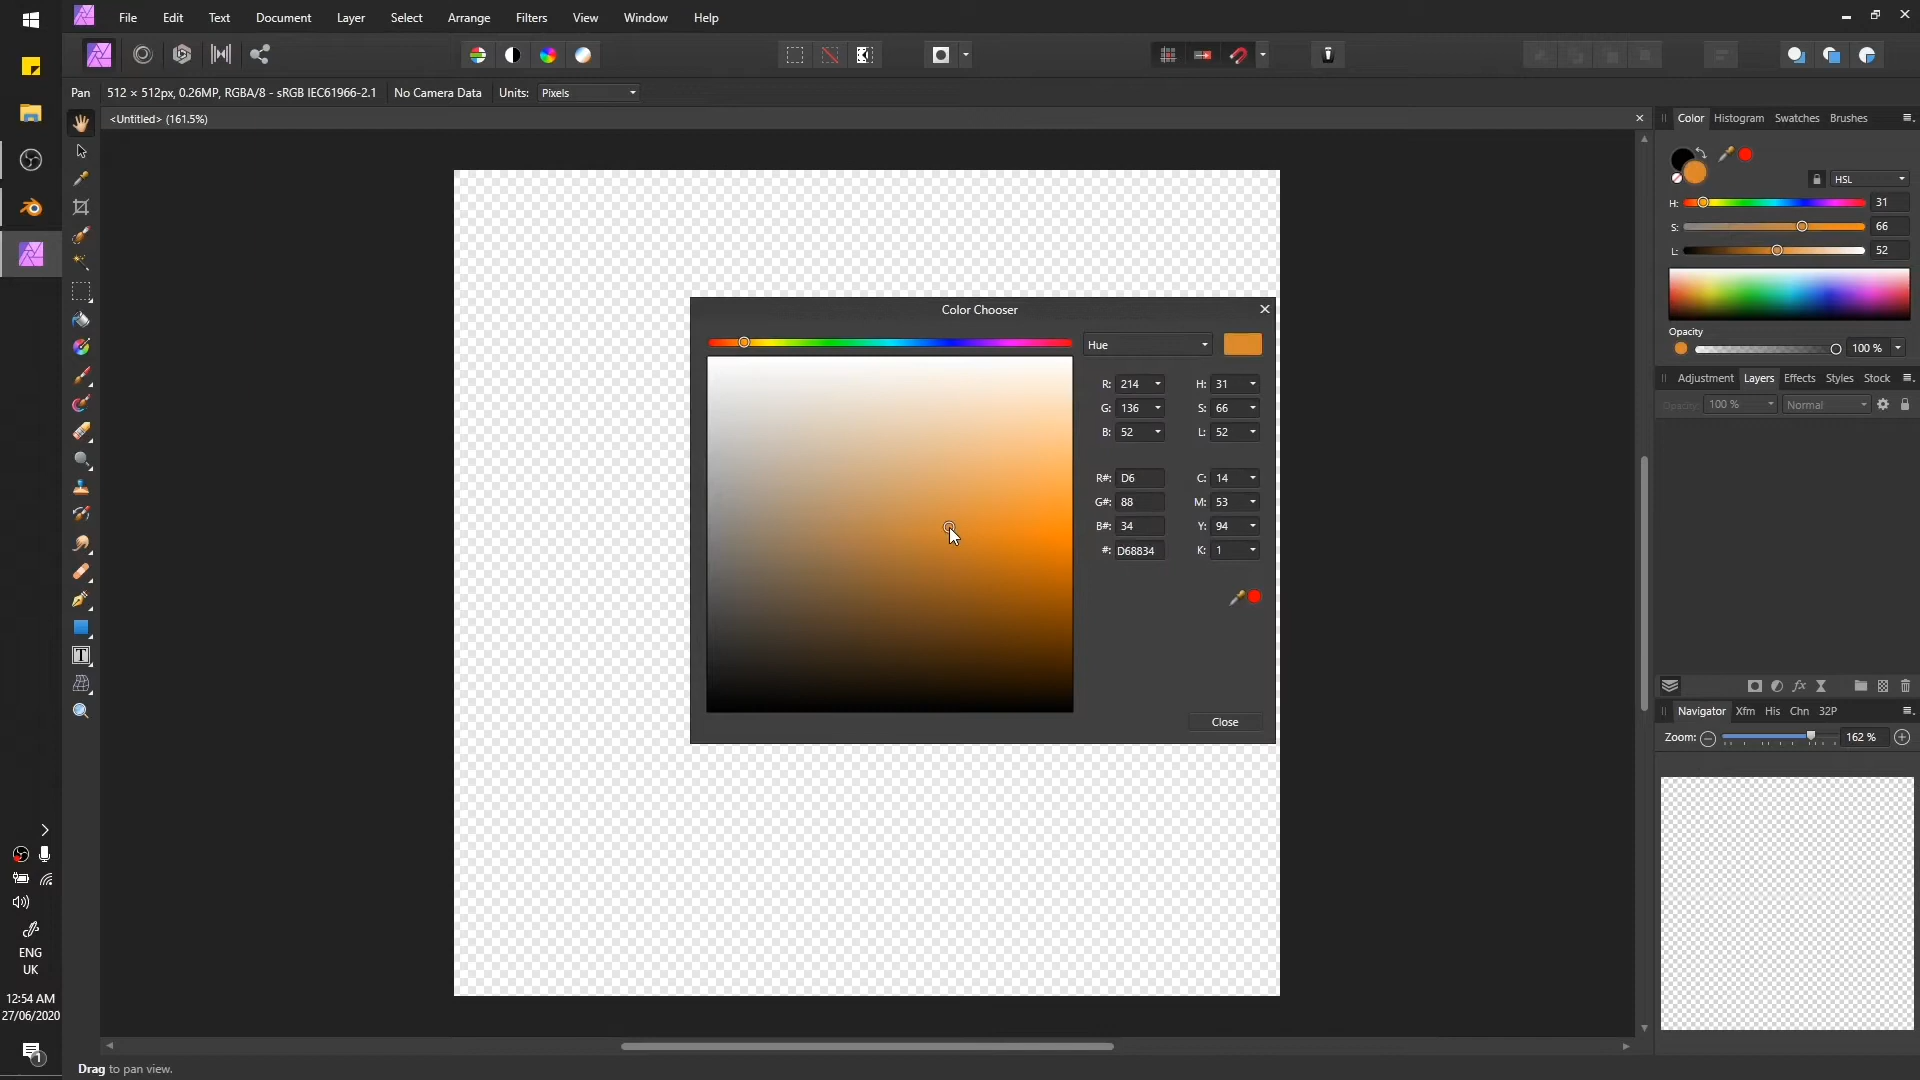 File Edit Text Document Layer Select Arrange Filters View Window Help
Pan 512 × 512px, 0.26MP, RGBA/8 - sRGB IEC61966-2.1 No Camera Data Units: Pixels
<Untitled> (161.5%)
Color Histogram Swatches Brushes
HSL
H: 31
S: 66
L: 52
Opacity
100 %
Adjustment Layers Effects Styles Stock
Opacity: 100 % Normal
Color Chooser
Hue
R: 214 H: 31
G: 136 S: 66
B: 52 L: 52
R#: D6 C: 14
G#: 88 M: 53
B#: 34 Y: 94
#: D68834 K: 1
Close
Navigator Xfm His Chn 32P
Zoom: 162 %
ENG
UK
12:54 AM
27/06/2020
1
Drag to pan view.